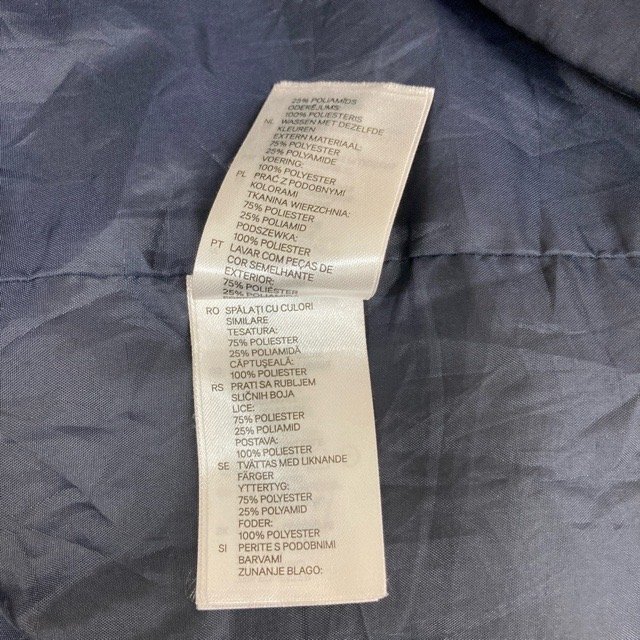 25% POLIAMĪDS
ODERĒJUMS:
100% POLIESTERIS
NL WASSEN MET DEZELFDE
KLEUREN
EXTERN MATERIAAL:
75% POLYESTER
25% POLYAMIDE
VOERING:
100% POLYESTER
PL PRAĆ Z PODOBNYMI
KOLORAMI
TKANINA WIERZCHNIA:
75% POLIESTER
25% POLIAMID
PODSZEWKA:
100% POLIESTER
PT LAVAR COM PEÇAS DE
COR SEMELHANTE
EXTERIOR:
75% POLIÉSTER
25%
RO SPĂLAȚI CU CULORI
SIMILARE
TESATURA:
75% POLIESTER
25% POLIAMIDĂ
CĂPTUȘEALĂ:
100% POLIESTER
RS PRATI SA RUBLJEM
SLIČNIH BOJA
LICE:
75% POLIESTER
25% POLIAMID
POSTAVA:
100% POLIESTER
SE TVÄTTAS MED LIKNANDE
FÄRGER
YTTERTYG:
75% POLYESTER
25% POLYAMID
FODER:
100% POLYESTER
SI PERITE S PODOBNIMI
BARVAMI
ZUNANJE BLAGO: